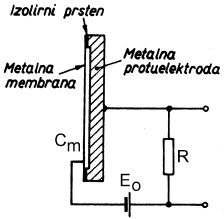 Izolirni prsten
Metalna
membrana
Metalna
protuelektroda
Cm
R
Eo